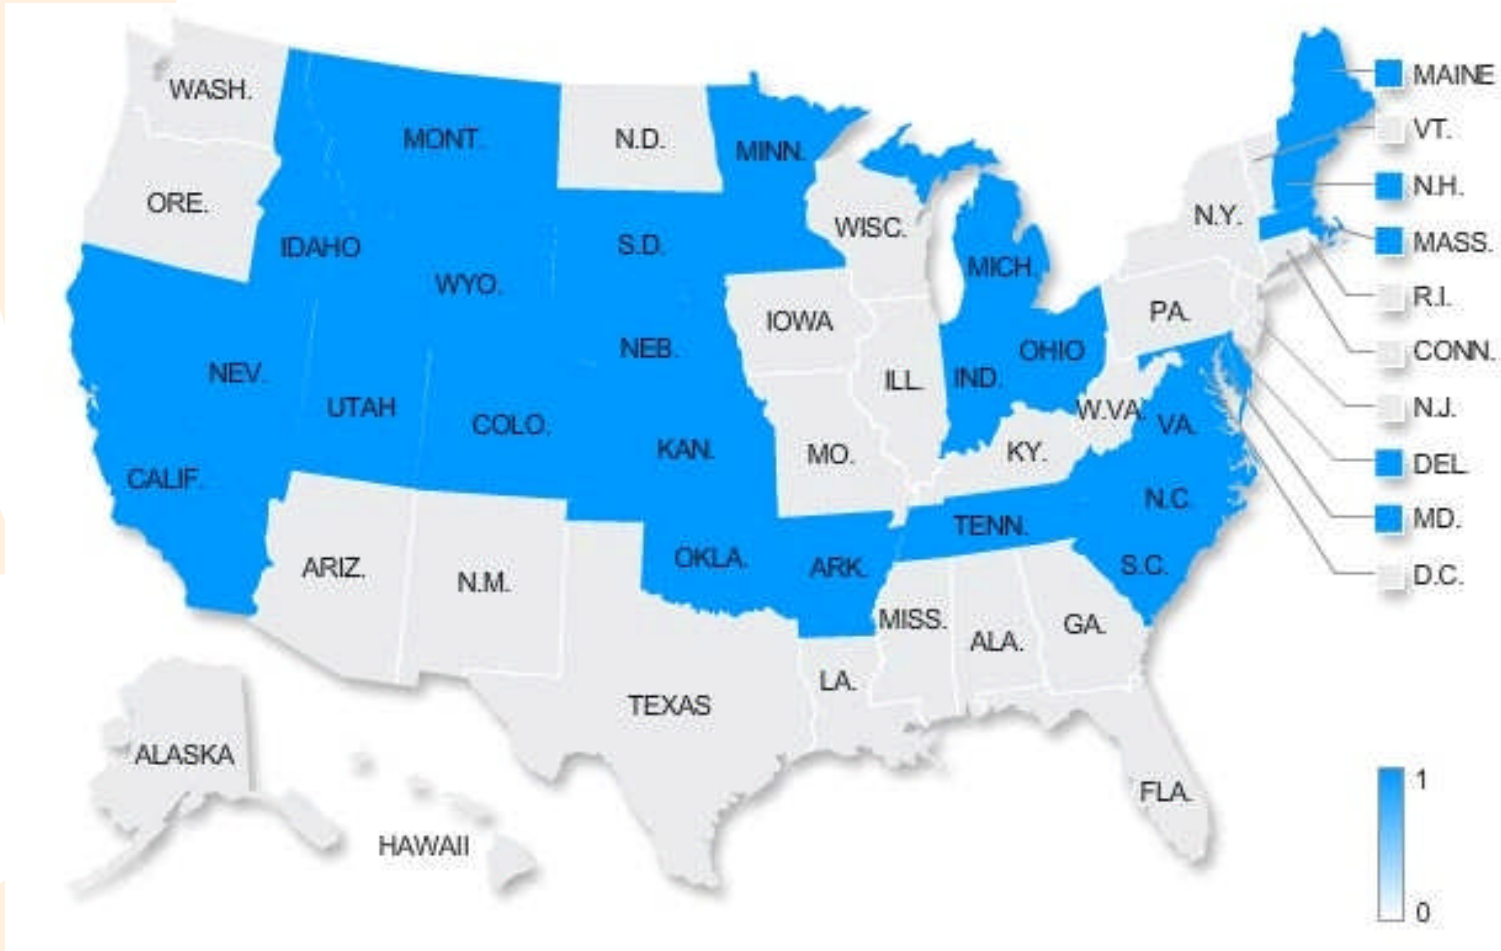 WASH.
MONT.
N.D.
MINN.
MAINE
VT.
ORE.
N.H.
IDAHO
WYO.
S.D.
WISC.
MICH.
N.Y.
MASS.
R.I.
IOWA
PA.
CONN.
NEV.
UTAH
COLO.
NEB.
ILL.
IND.
OHIO
N.J.
CALIF.
KAN.
MO.
KY.
W.VA.
VA.
DEL.
N.C.
MD.
TENN.
ARIZ.
N.M.
OKLA.
ARK.
S.C.
D.C.
MISS.
ALA.
GA.
TEXAS
LA.
ALASKA
FLA.
HAWAII
1
0